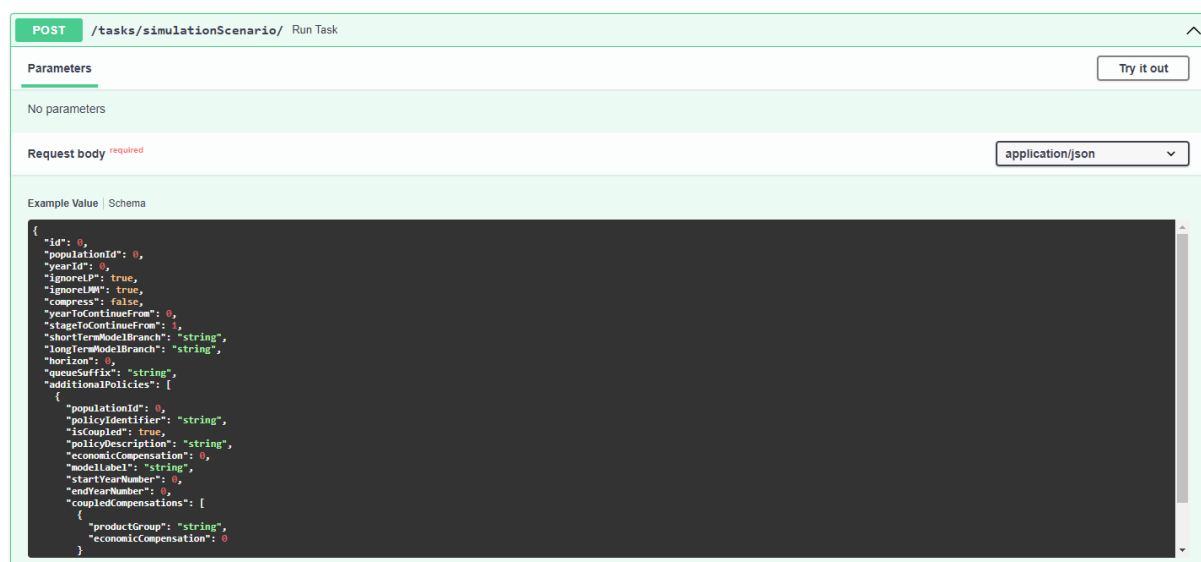 POST /tasks/simulationScenario/ Run Task
Parameters
Try it out
No parameters
Request body required
application/json
Example Value Schema
{
  "id": 0,
  "populationId": 0,
  "yearId": 0,
  "ignoreLP": true,
  "ignoreLMM": true,
  "compress": false,
  "yearToContinueFrom": 0,
  "stageToContinueFrom": 1,
  "shortTermModelBranch": "string",
  "longTermModelBranch": "string",
  "horizon": 0,
  "queueSuffix": "string",
  "additionalPolicies": [
    {
      "populationId": 0,
      "policyIdentifier": "string",
      "isCoupled": true,
      "policyDescription": "string",
      "economicCompensation": 0,
      "modelLabel": "string",
      "startYearNumber": 0,
      "endYearNumber": 0,
      "coupledCompensations": [
        {
          "productGroup": "string",
          "economicCompensation": 0
        }